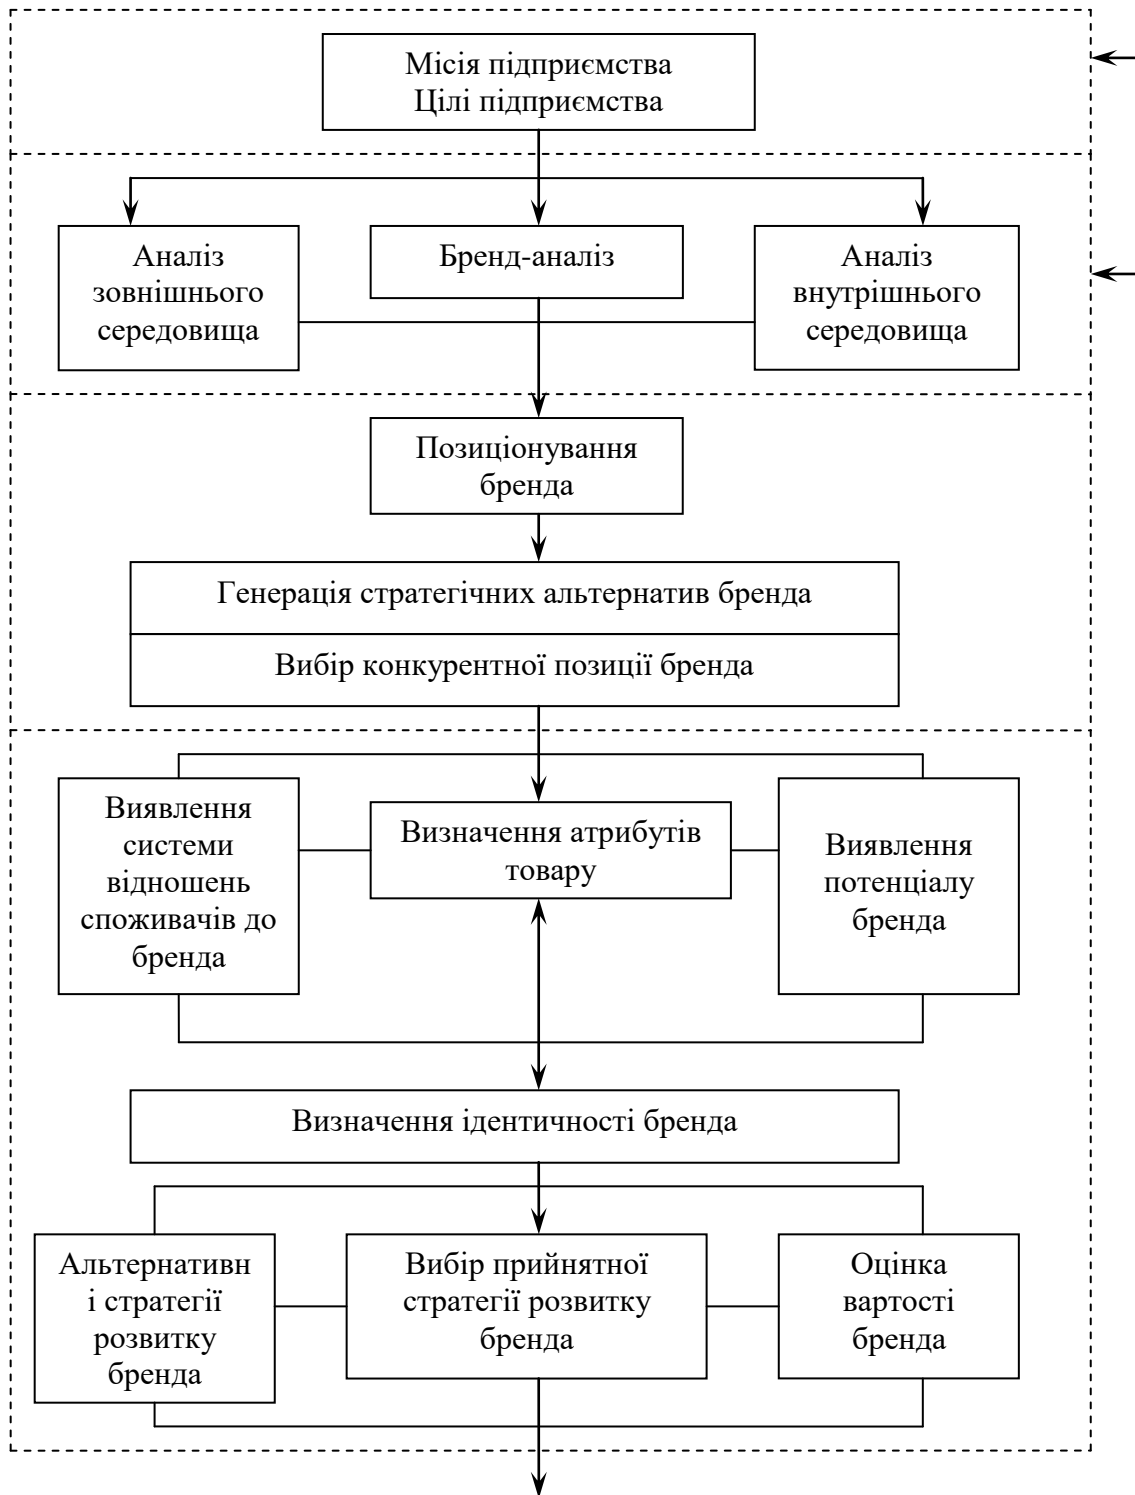 Місія підприємства
Цілі підприємства
Аналіз
зовнішнього
середовища
Бренд-аналіз
Аналіз
внутрішнього
середовища
Позиціонування
бренда
Генерація стратегічних альтернатив бренда
Вибір конкурентної позиції бренда
Виявлення
системи
відношень
споживачів до
бренда
Визначення атрибутів
товару
Виявлення
потенціалу
бренда
Визначення ідентичності бренда
Альтернативн
і стратегії
розвитку
бренда
Вибір прийнятної
стратегії розвитку
бренда
Оцінка
вартості
бренда